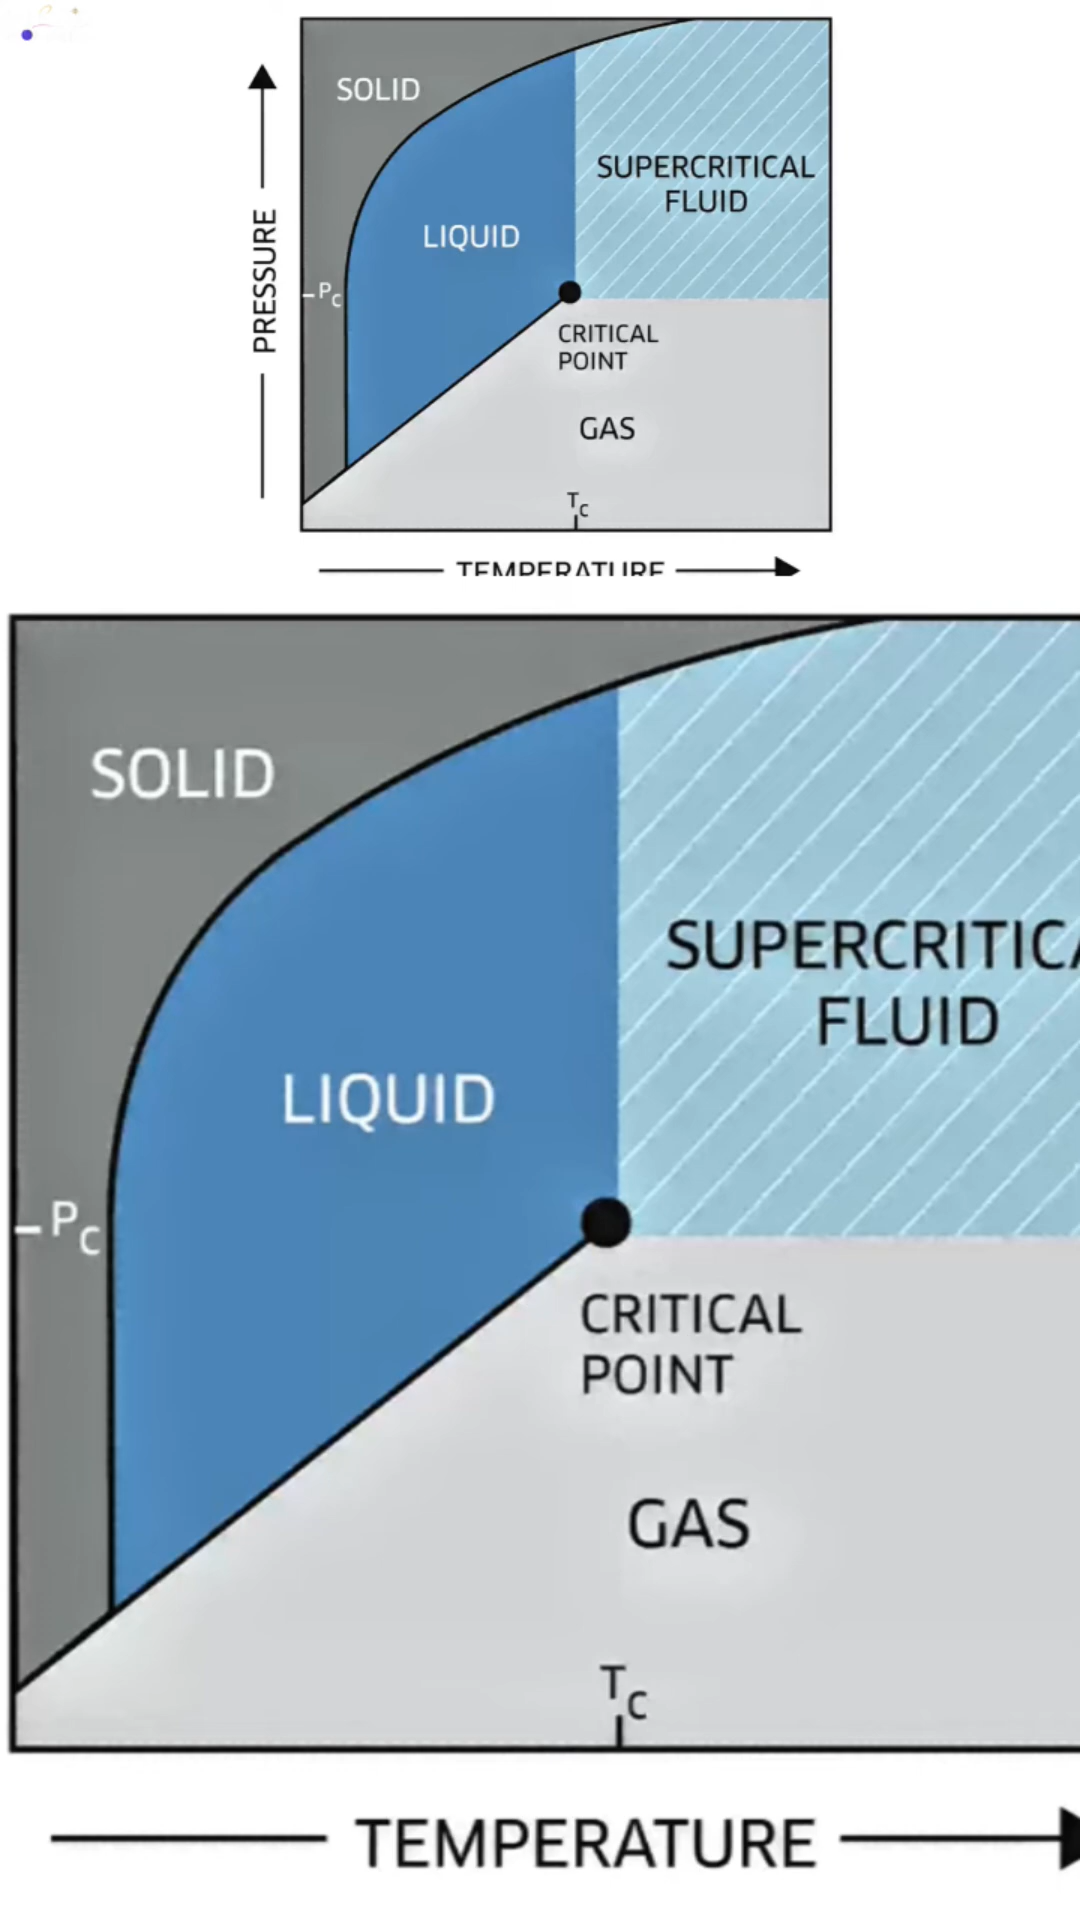 SOLID
SUPERCRITICAL
FLUID
LIQUID
PRESSURE
Pc
CRITICAL
POINT
GAS
Tc
TEMPERATURE
SOLID
SUPERCRITICA
FLUID
LIQUID
Pc
CRITICAL
POINT
GAS
Tc
TEMPERATURE